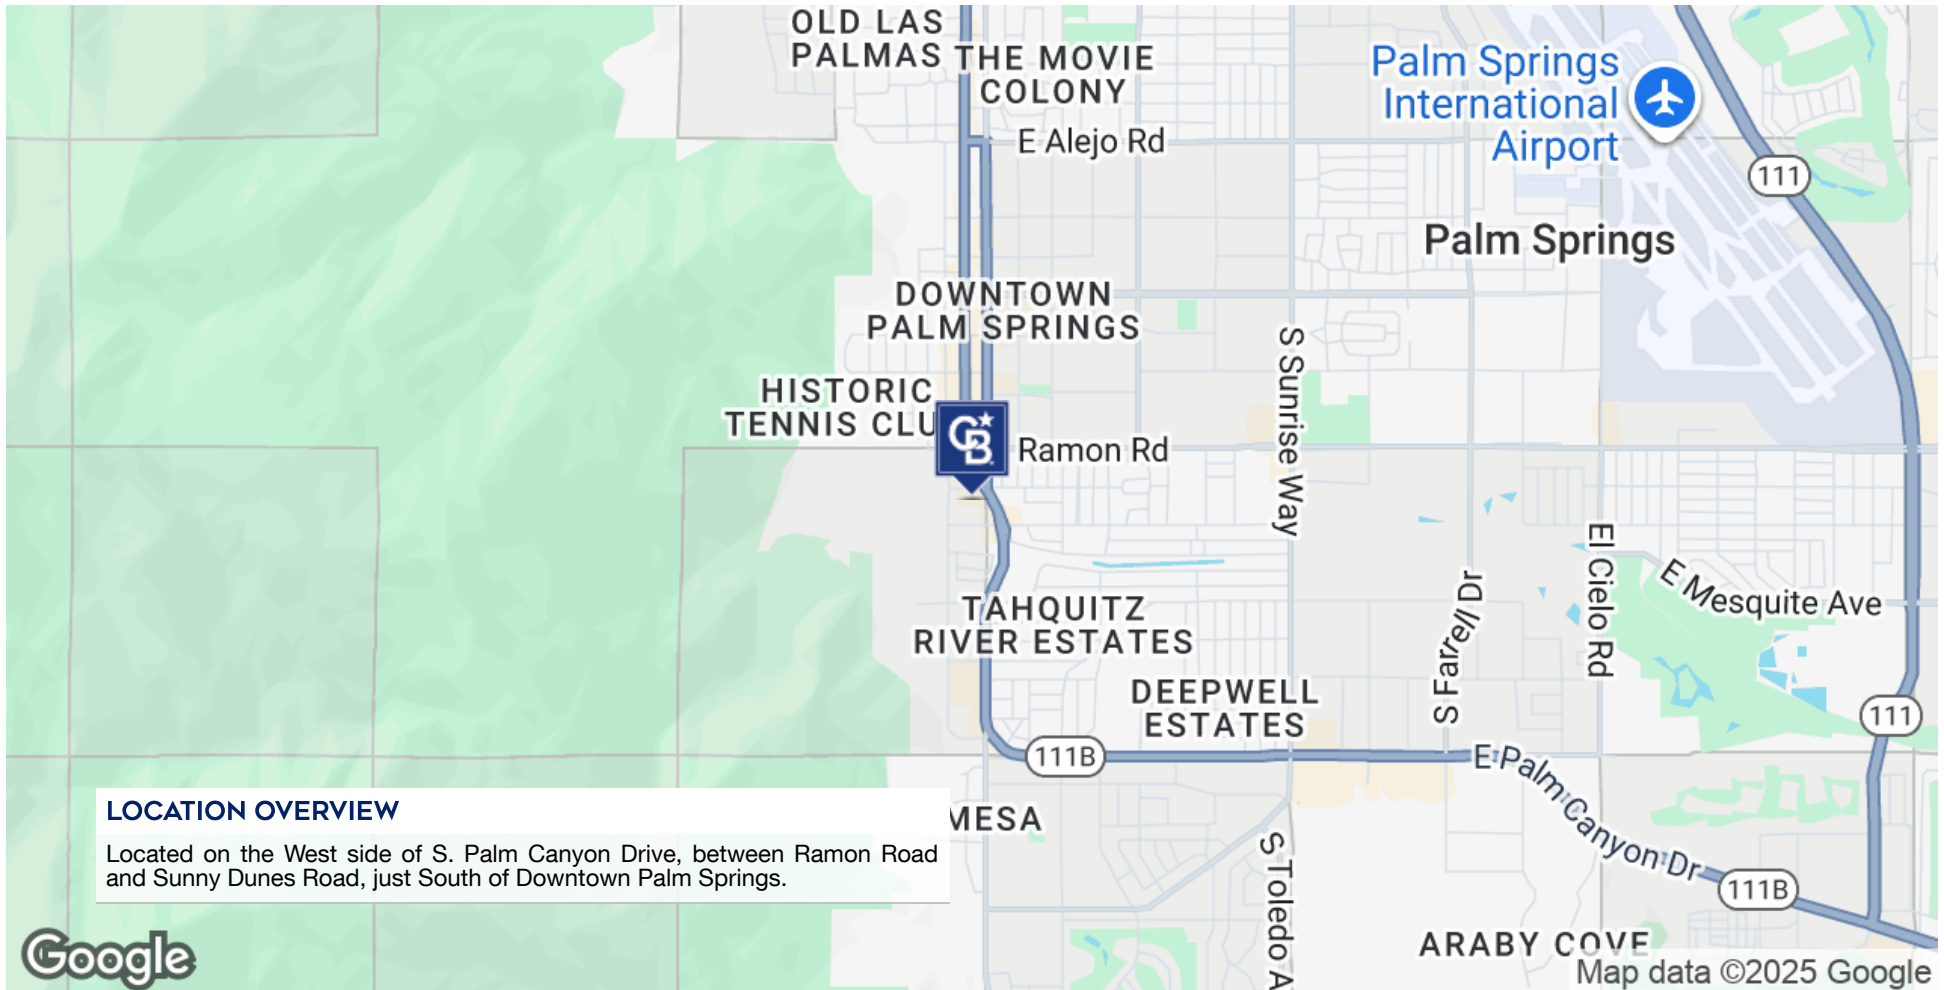 OLD LAS
PALMAS
THE MOVIE
COLONY
E Alejo Rd
Palm Springs
International
Airport
111
Palm Springs
DOWNTOWN
PALM SPRINGS
HISTORIC
TENNIS CLU
CB
Ramon Rd
S Sunrise Way
El Cielo Rd
E Mesquite Ave
S Farrell Dr
TAHQUITZ
RIVER ESTATES
DEEPWELL
ESTATES
111
111B
E Palm Canyon Dr
MESA
LOCATION OVERVIEW
Located on the West side of S. Palm Canyon Drive, between Ramon Road
and Sunny Dunes Road, just South of Downtown Palm Springs.
S Toledo A
111B
ARABY COVE
Google
Map data ©2025 Google